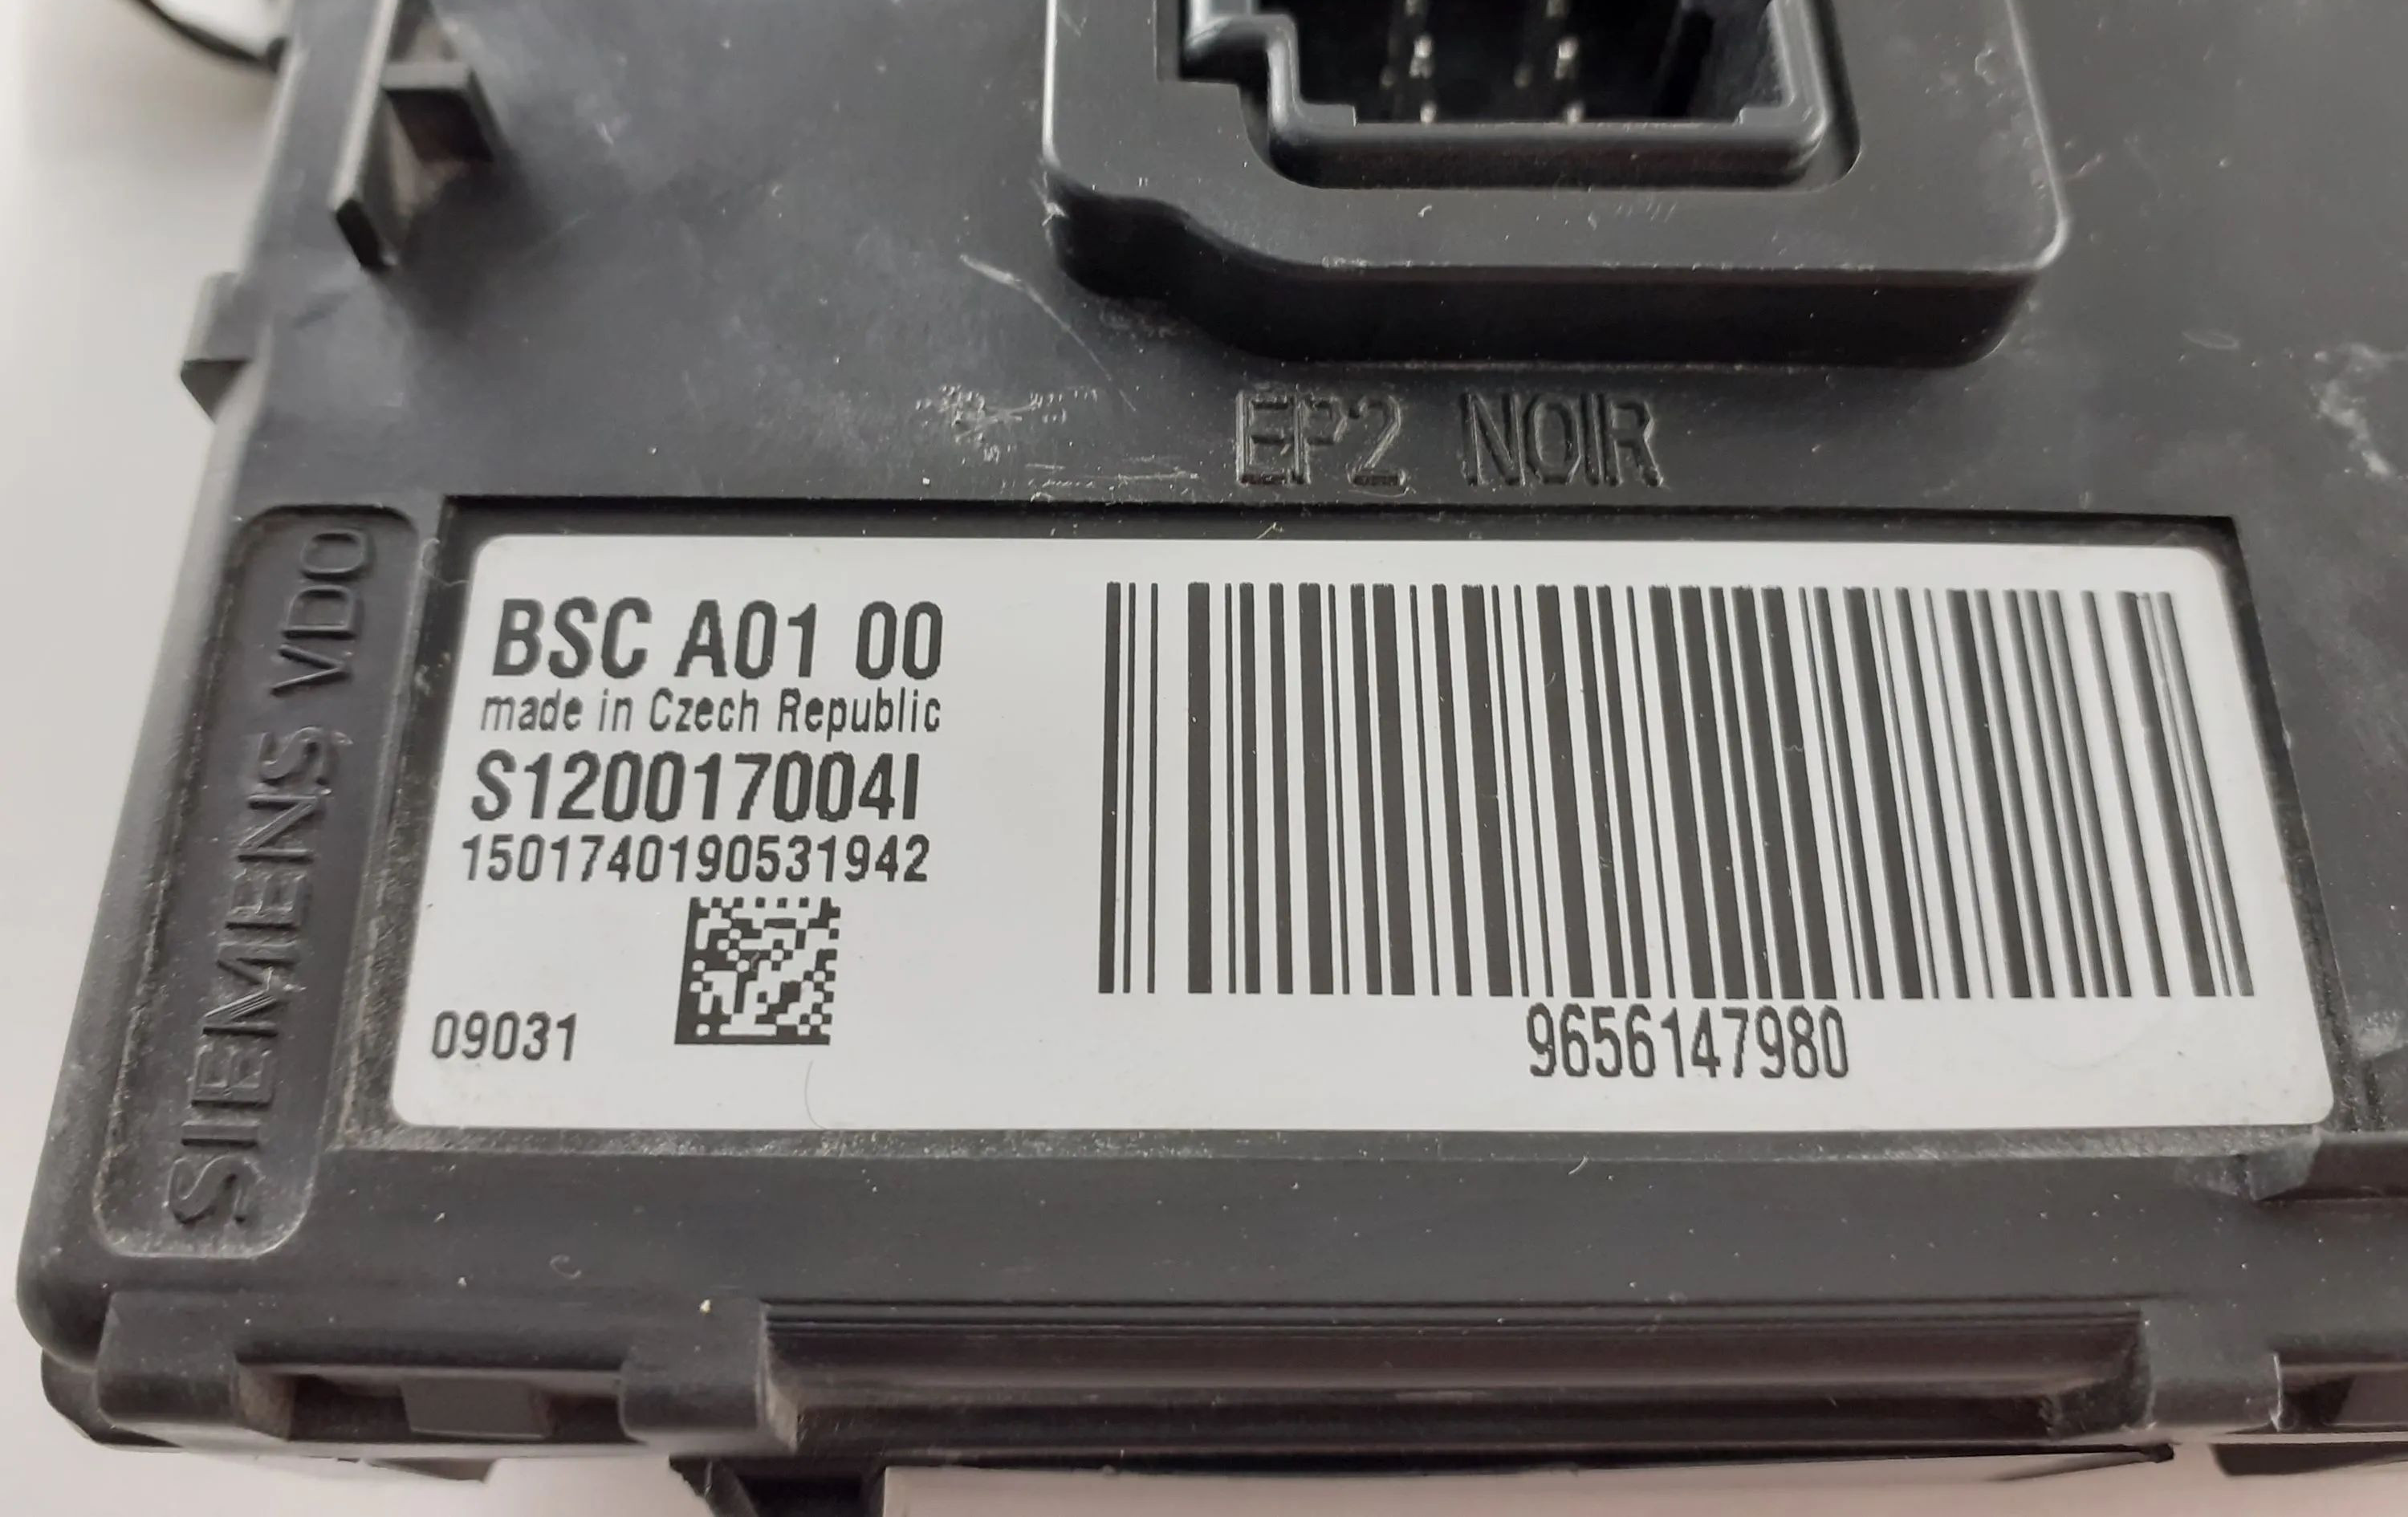 EP2 NOIR
SIEMENS VDO
BSC A01 00
made in Czech Republic
S120017004I
1501740190531942
09031
9656147980